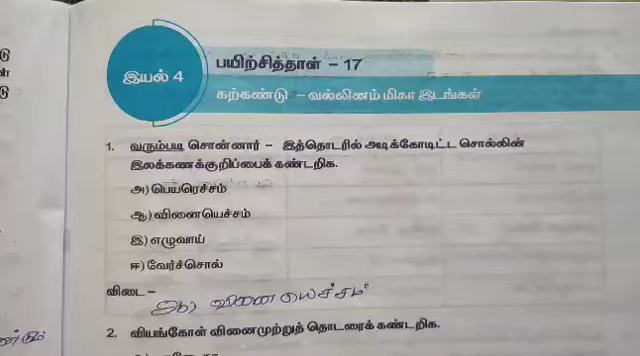 இயல் 4
பயிற்சித்தாள் - 17
கற்கண்டு - வல்லினம் மிகா இடங்கள்
1. வரும்படி சொன்னார் - இத்தொடரில் அடிக்கோடிட்ட சொல்லின்
இலக்கணக்குறிப்பைக் கண்டறிக.
அ) பெயரெச்சம்
ஆ) வினையெச்சம்
இ) எழுவாய்
ஈ) வேர்ச்சொல்
விடை - ஆ) வினையெச்சம்
2. வியங்கோள் வினைமுற்றுத் தொடரைக் கண்டறிக.